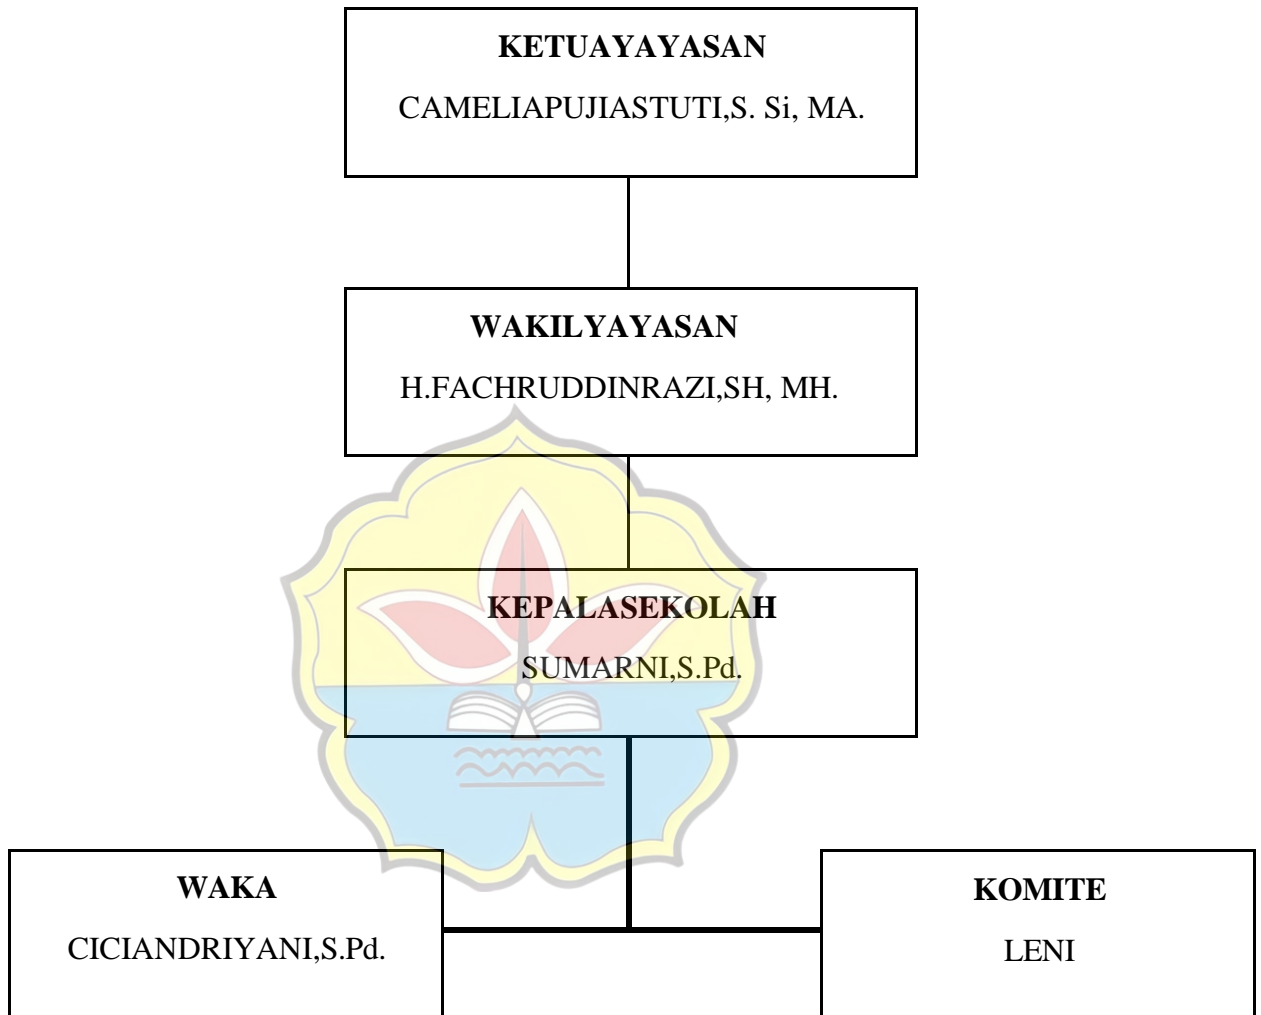 KETUAYAYASAN
CAMELIAPUJIASTUTI,S. Si, MA.
WAKILYAYASAN
H.FACHRUDDINRAZI,SH, MH.
KEPALASEKOLAH
SUMARNI,S.Pd.
WAKA
CICIANDRIYANI,S.Pd.
KOMITE
LENI